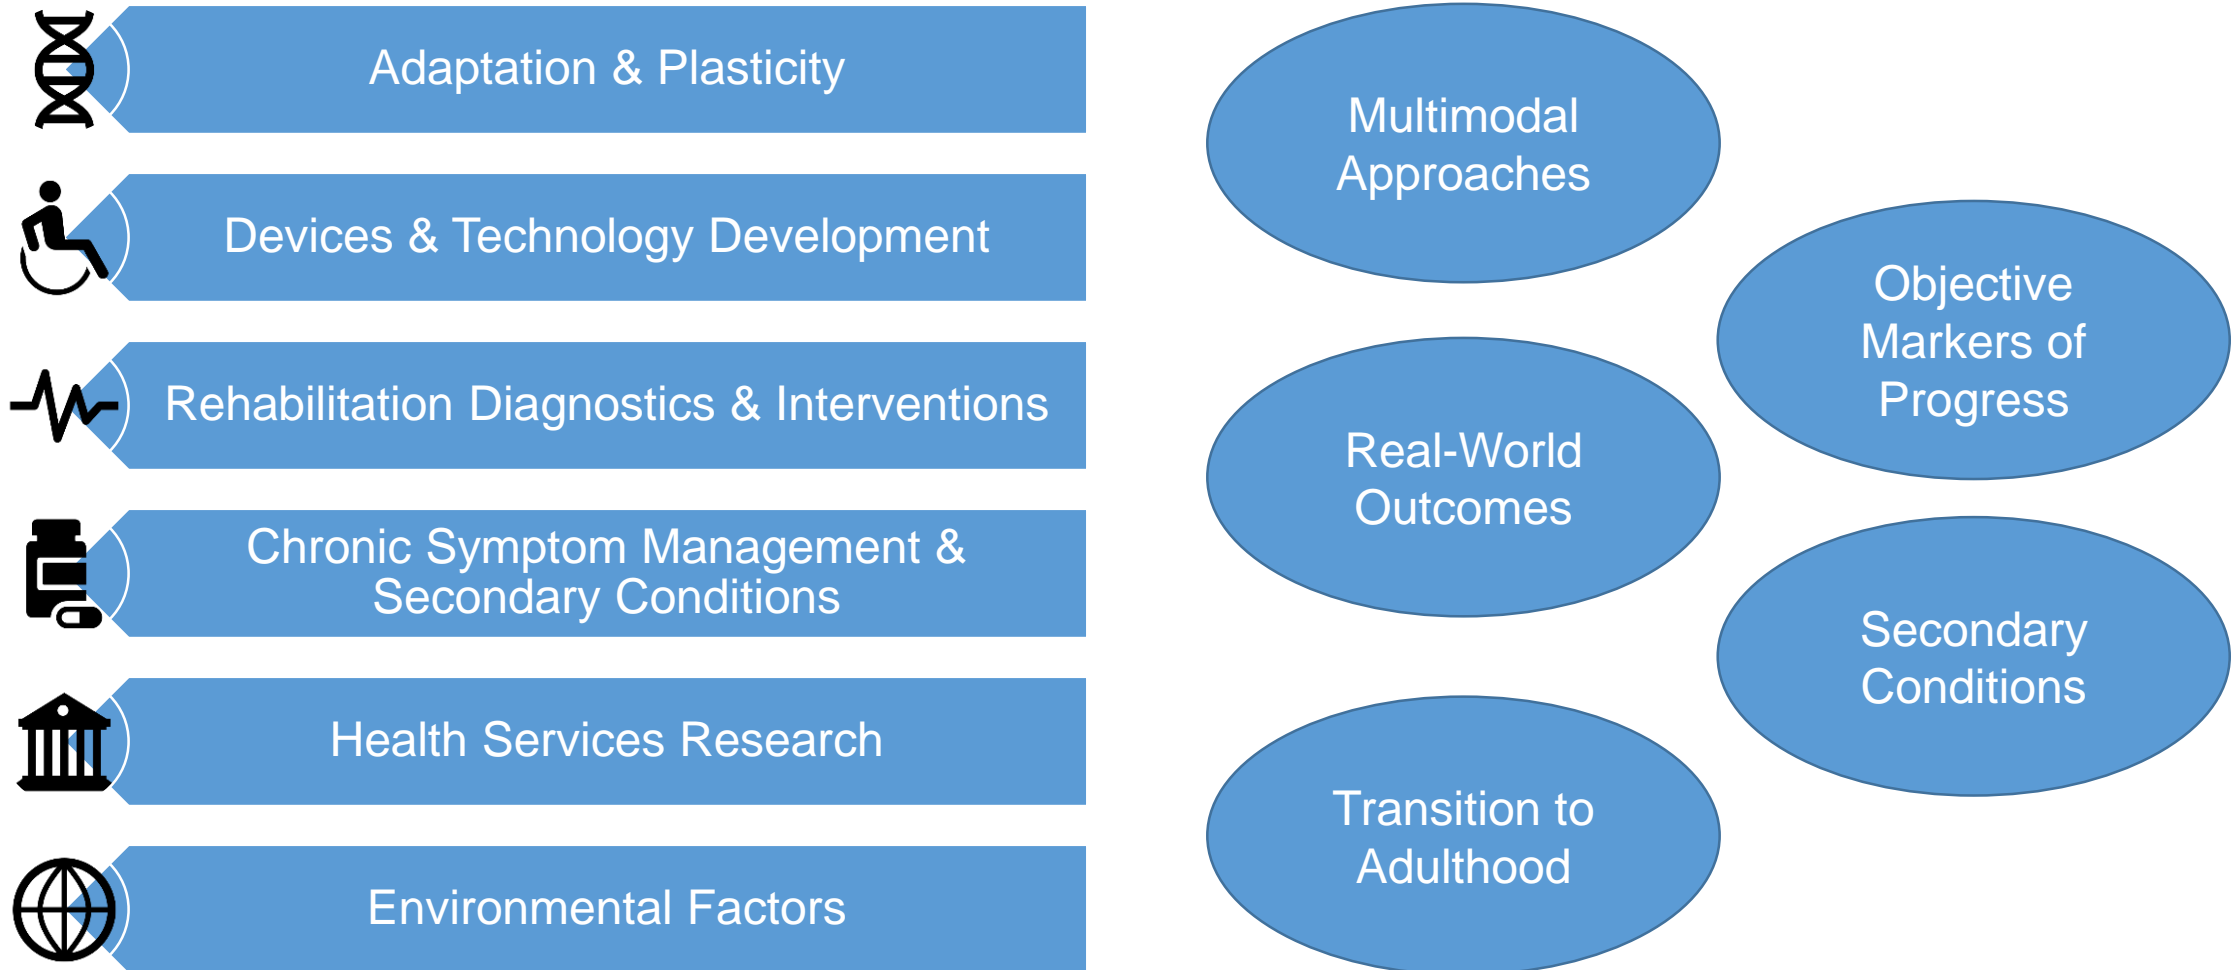 Adaptation & Plasticity
Devices & Technology Development
Rehabilitation Diagnostics & Interventions
Chronic Symptom Management &
Secondary Conditions
Health Services Research
Environmental Factors
Multimodal
Approaches
Objective
Markers of
Progress
Real-World
Outcomes
Secondary
Conditions
Transition to
Adulthood